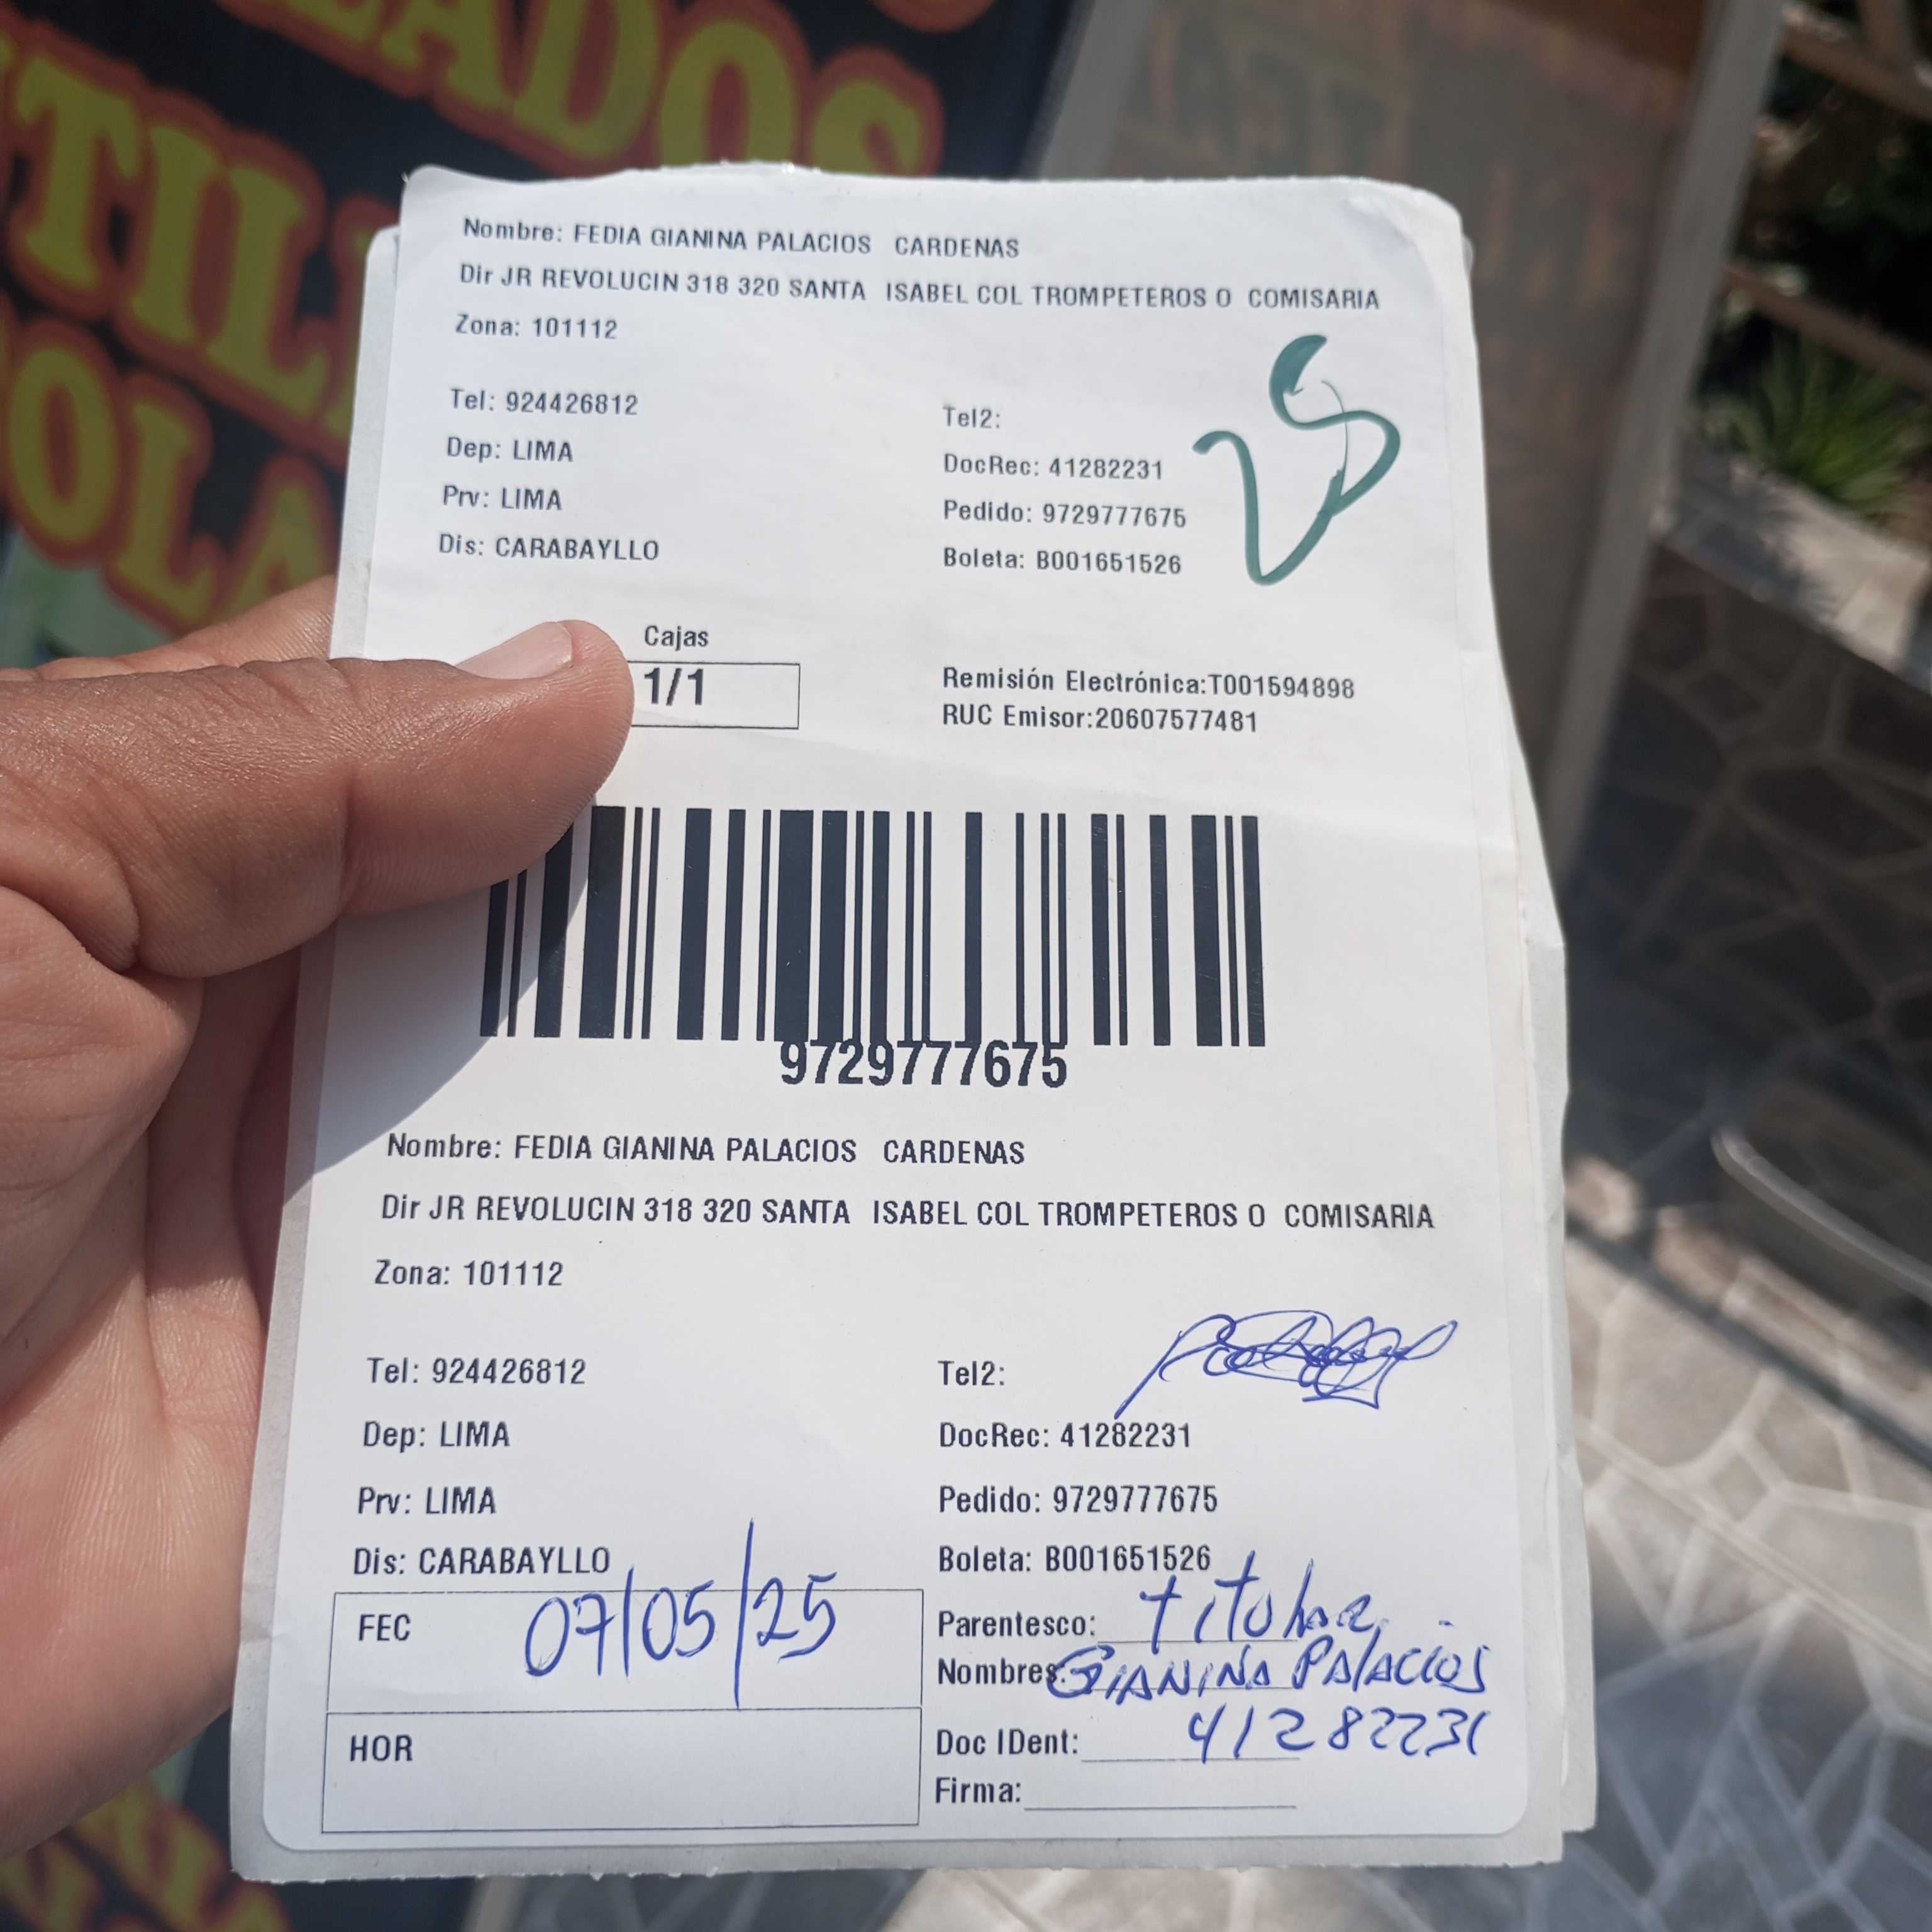 Nombre: FEDIA GIANINA PALACIOS CARDENAS
Dir JR REVOLUCIN 318 320 SANTA ISABEL COL TROMPETEROS O COMISARIA
Zona: 101112
Tel: 924426812 Tel2:
Dep: LIMA DocRec: 41282231
Prv: LIMA Pedido: 9729777675
Dis: CARABAYLLO Boleta: B001651526
Cajas
1/1
Remisión Electrónica:T001594898
RUC Emisor:20607577481
9729777675
Nombre: FEDIA GIANINA PALACIOS CARDENAS
Dir JR REVOLUCIN 318 320 SANTA ISABEL COL TROMPETEROS O COMISARIA
Zona: 101112
Tel: 924426812 Tel2:
Dep: LIMA DocRec: 41282231
Prv: LIMA Pedido: 9729777675
Dis: CARABAYLLO Boleta: B001651526
FEC 07/05/25
Parentesco: titular
Nombres: GIANINA PALACIOS
HOR
Doc IDent: 41282231
Firma: